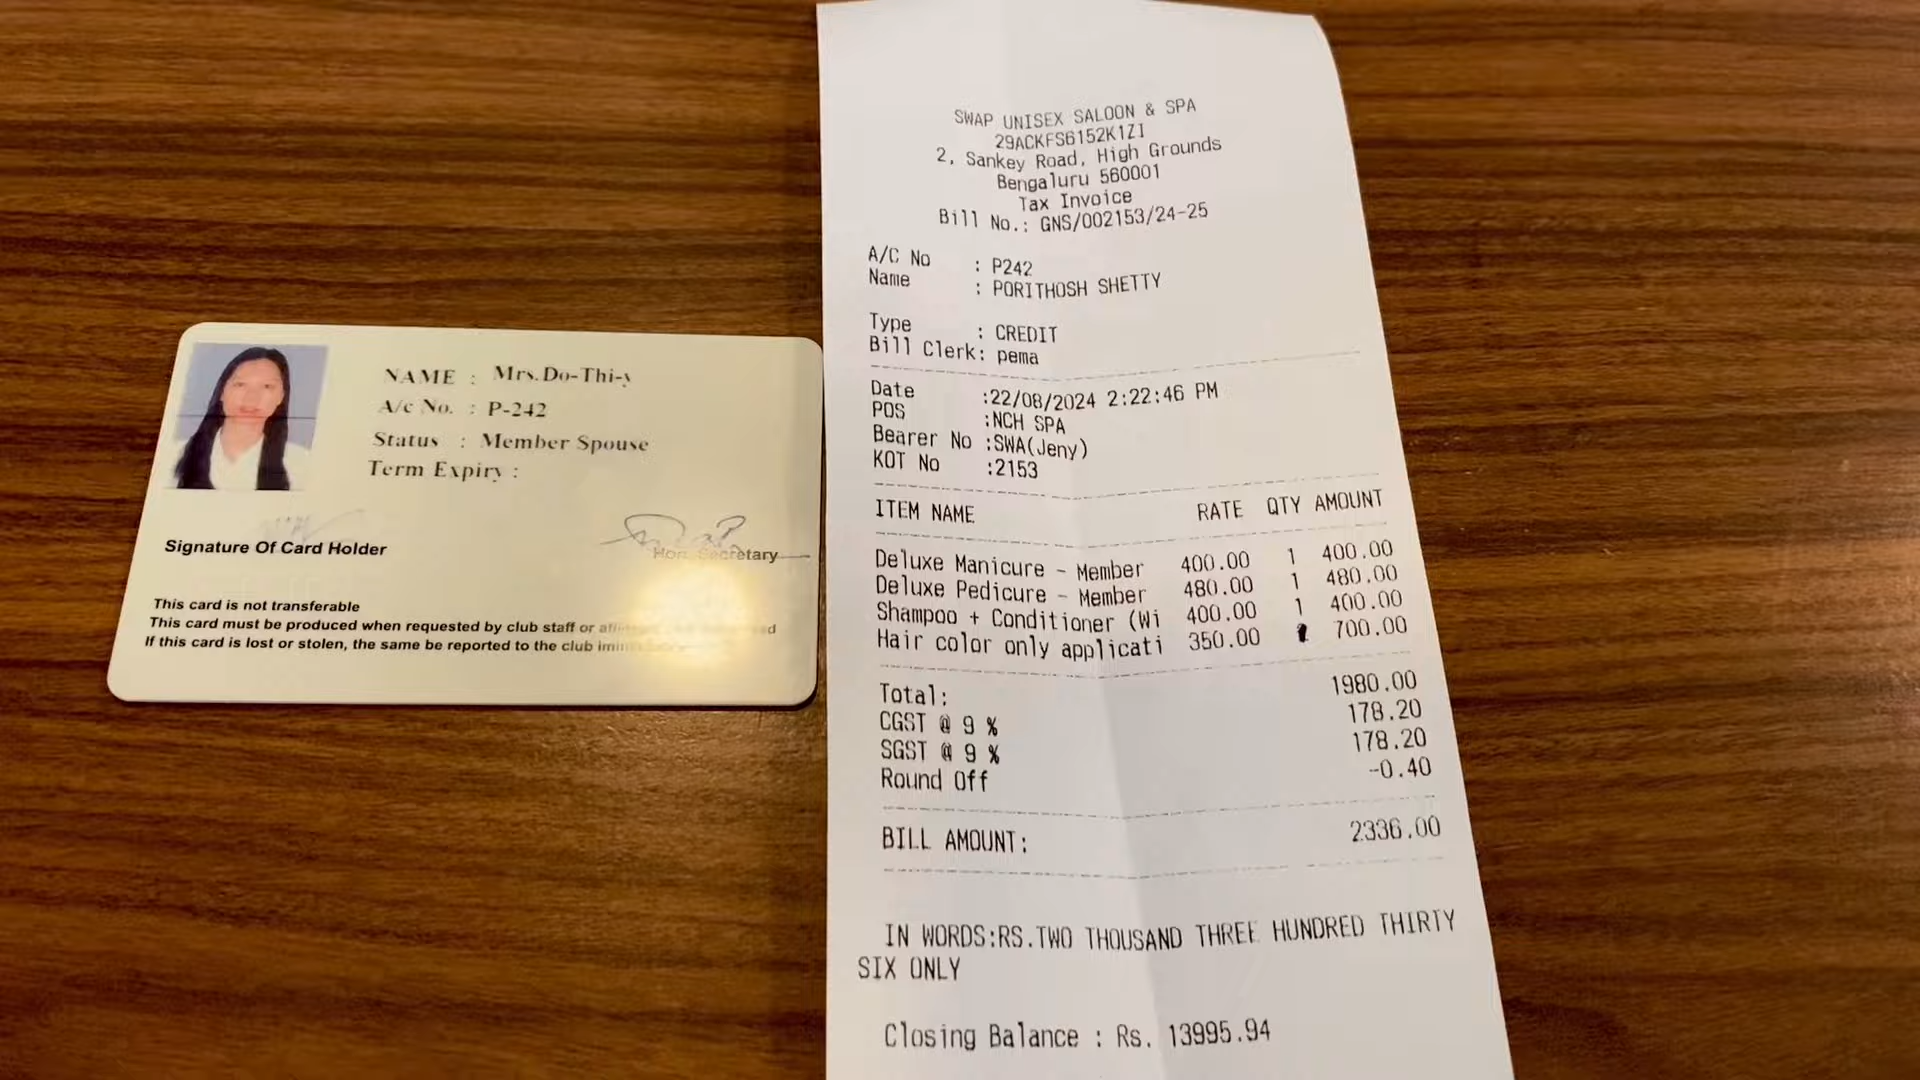 NAME : Mrs.Do-Thi-y
A/c No. : P-242
Status : Member Spouse
Term Expiry :
Signature Of Card Holder
Hon. Secretary
This card is not transferable
This card must be produced when requested by club staff or
If this card is lost or stolen, the same be reported to the club
SWAP UNISEX SALOON & SPA
29ACKFS6152K1ZI
2, Sankey Road, High Grounds
Bengaluru 560001
Tax Invoice
Bill No.: GNS/002153/24-25
A/C No : P242
Name : PORITHOSH SHETTY
Type : CREDIT
Bill Clerk: pema
Date :22/08/2024 2:22:46 PM
POS :NCH SPA
Bearer No :SWA(Jeny)
KOT No :2153
ITEM NAME RATE QTY AMOUNT
Deluxe Manicure - Member 400.00 1 400.00
Deluxe Pedicure - Member 480.00 1 480.00
Shampoo + Conditioner (Wi 400.00 1 400.00
Hair color only applicati 350.00 700.00
Total: 1980.00
CGST @ 9 % 178.20
SGST @ 9 % 178.20
Round Off -0.40
BILL AMOUNT: 2336.00
IN WORDS:RS.TWO THOUSAND THREE HUNDRED THIRTY
SIX ONLY
Closing Balance : Rs. 13995.94